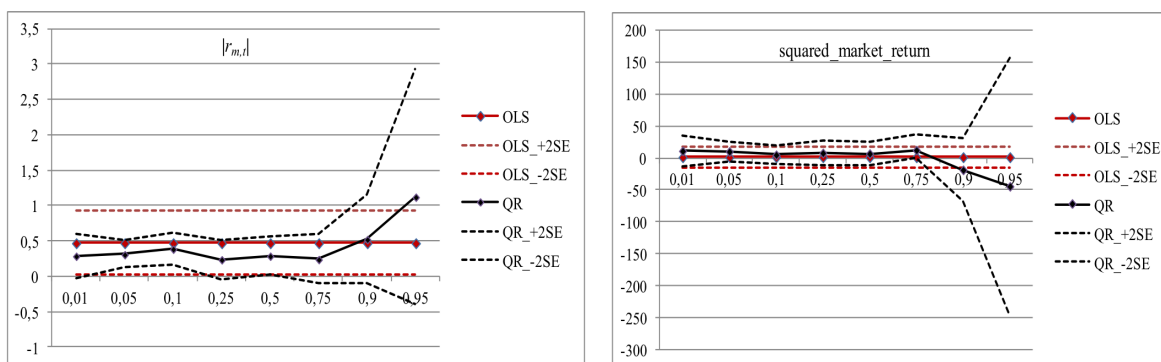 |r_{m,t}|
3,5
3
2,5
2
1,5
1
0,5
0
-0,5
-1
0,01 0,05 0,1 0,25 0,5 0,75 0,9 0,95
OLS
OLS_+2SE
OLS_-2SE
QR
QR_+2SE
QR_-2SE
squared_market_return
200
150
100
50
0
-50
-100
-150
-200
-250
-300
0,01 0,05 0,1 0,25 0,5 0,75 0,9 0,95
OLS
OLS_+2SE
OLS_-2SE
QR
QR_+2SE
QR_-2SE